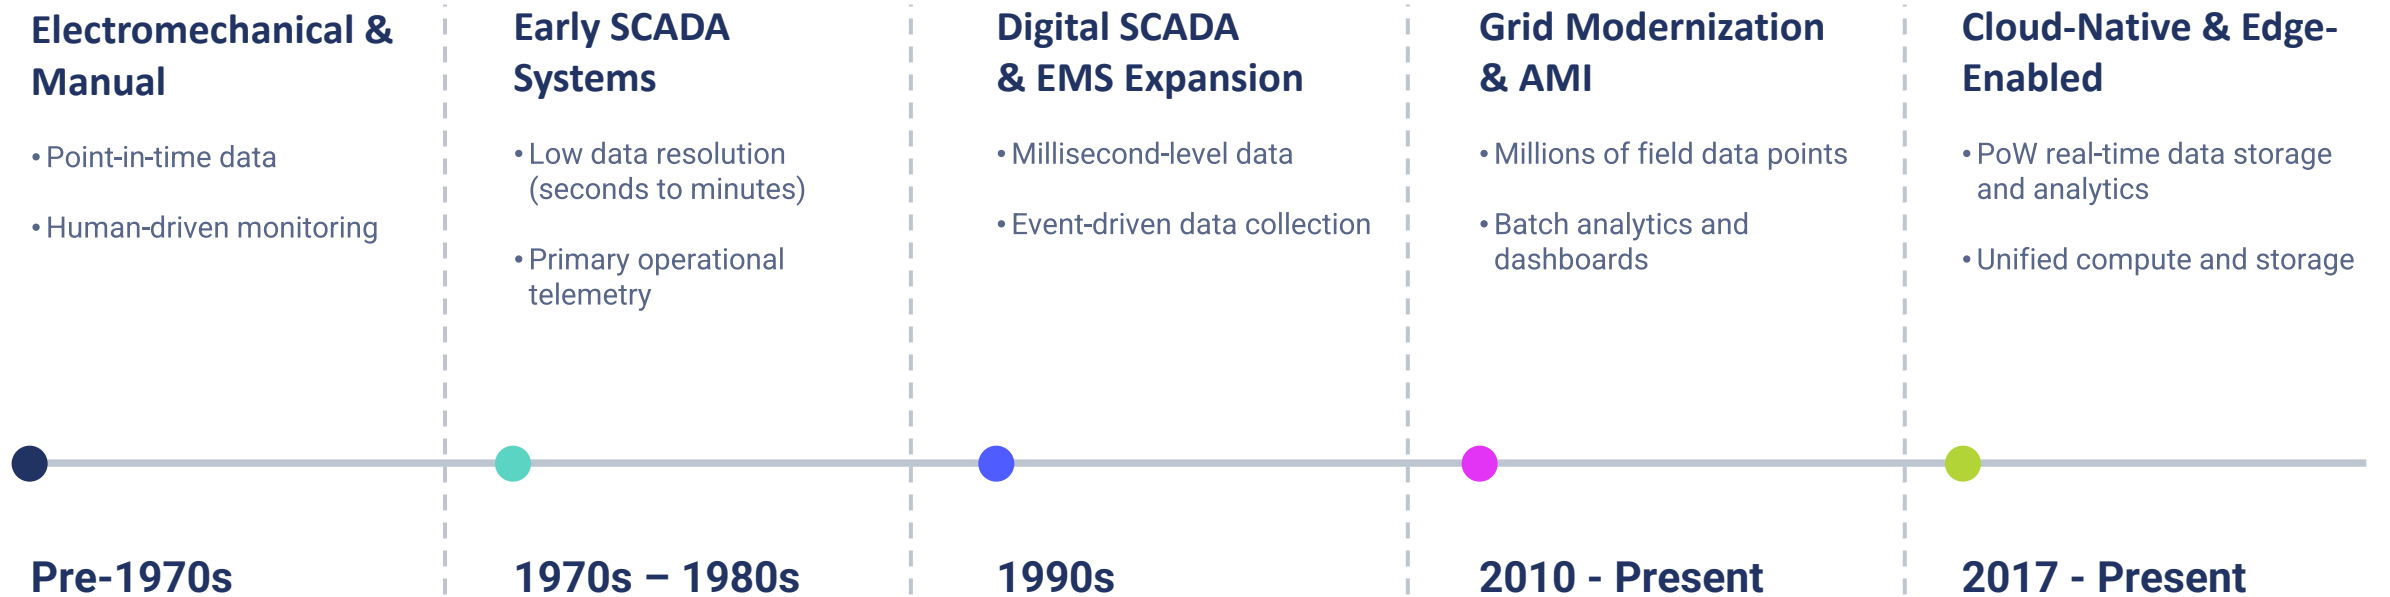 Electromechanical &
Manual
• Point-in-time data
• Human-driven monitoring
Pre-1970s
Early SCADA
Systems
• Low data resolution
(seconds to minutes)
• Primary operational
telemetry
1970s – 1980s
Digital SCADA
& EMS Expansion
• Millisecond-level data
• Event-driven data collection
1990s
Grid Modernization
& AMI
• Millions of field data points
• Batch analytics and
dashboards
2010 - Present
Cloud-Native & Edge-
Enabled
• PoW real-time data storage
and analytics
• Unified compute and storage
2017 - Present